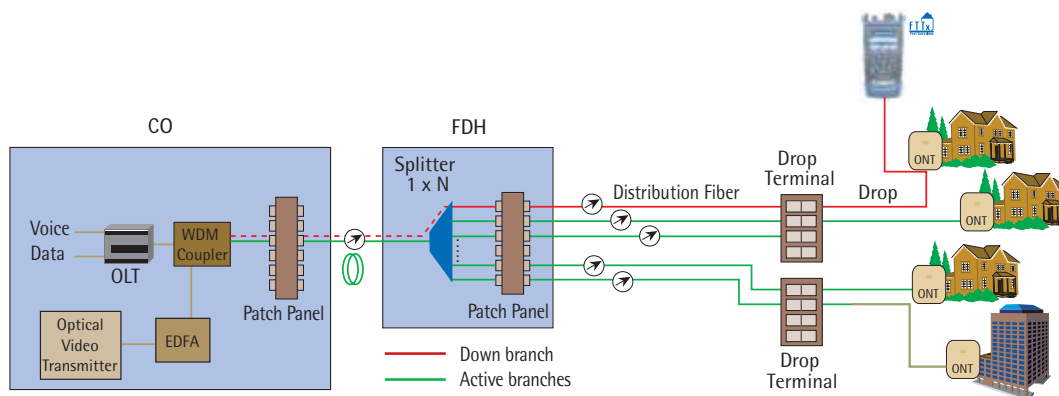 CO
FDH
Voice
Data
OLT
WDM
Coupler
Optical
Video
Transmitter
EDFA
Patch Panel
Splitter
1 x N
Patch Panel
Distribution Fiber
Drop
Terminal
Drop
Drop
Terminal
FTTx
ONT
ONT
ONT
ONT
Down branch
Active branches